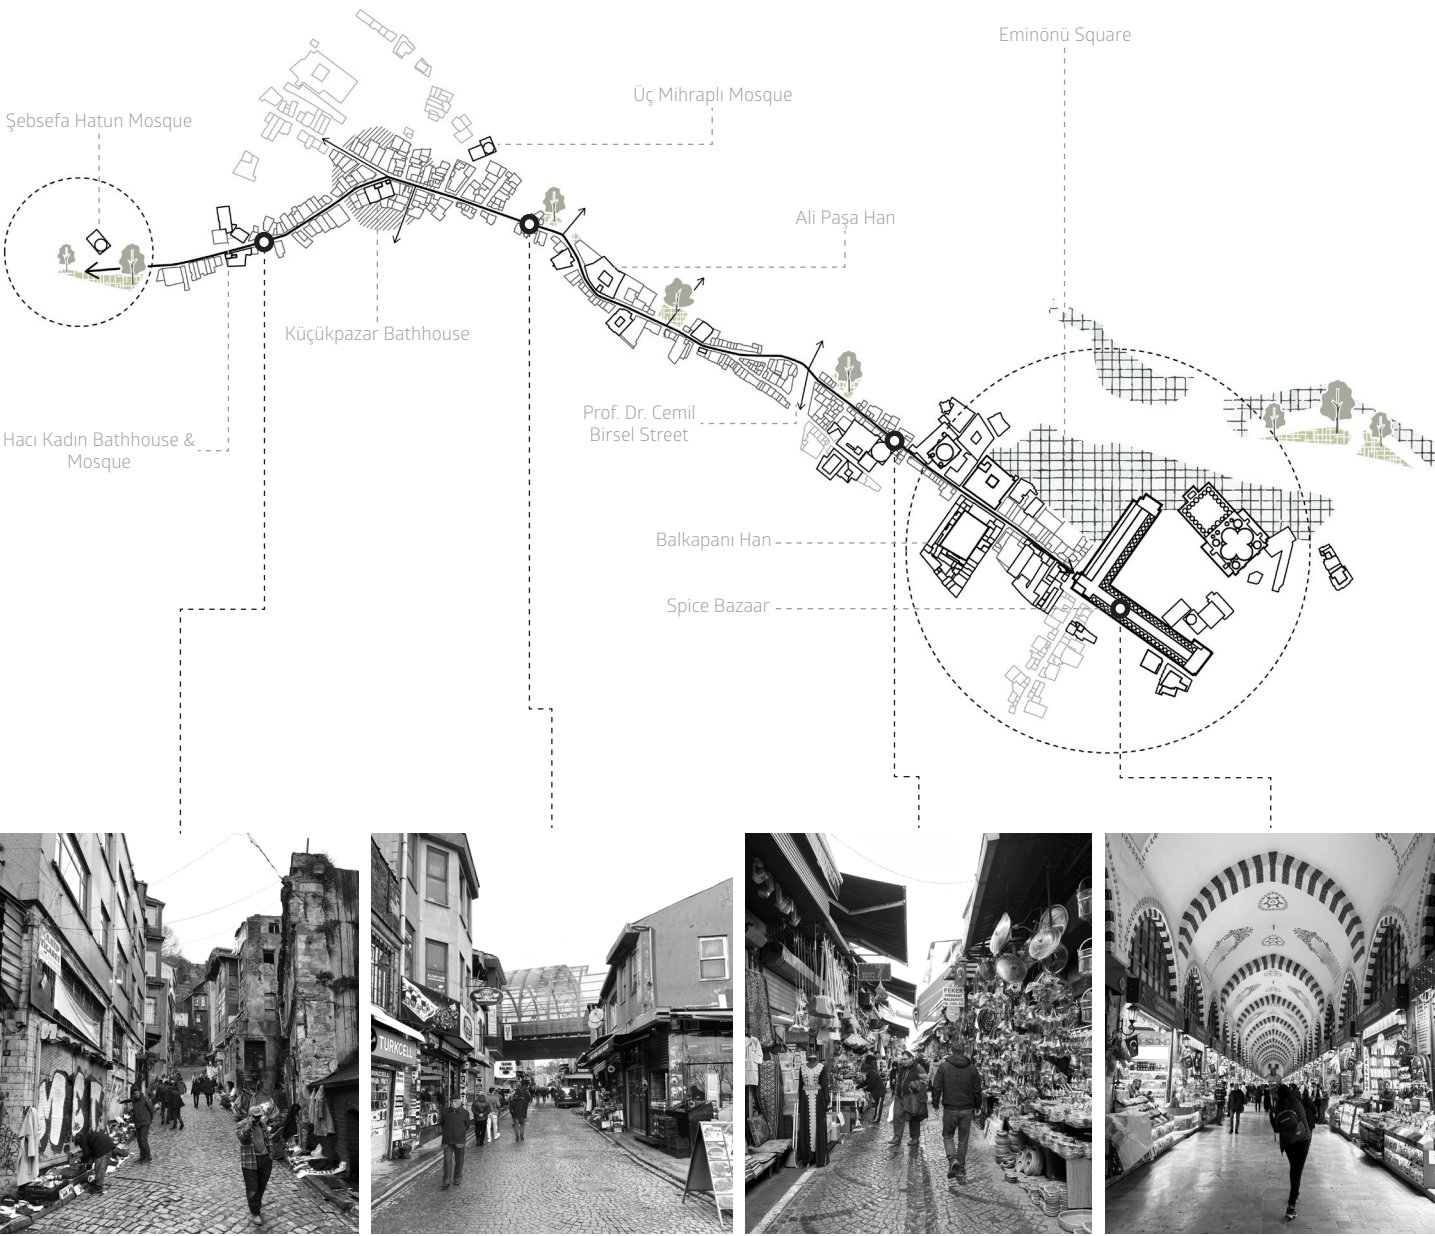 Eminönü Square
Üç Mihraplı Mosque
Şebsefa Hatun Mosque
Ali Paşa Han
Küçükpazar Bathhouse
Prof. Dr. Cemil
Birsel Street
Hacı Kadın Bathhouse &
Mosque
Balkapanı Han
Spice Bazaar
TURKCELL
PEKER